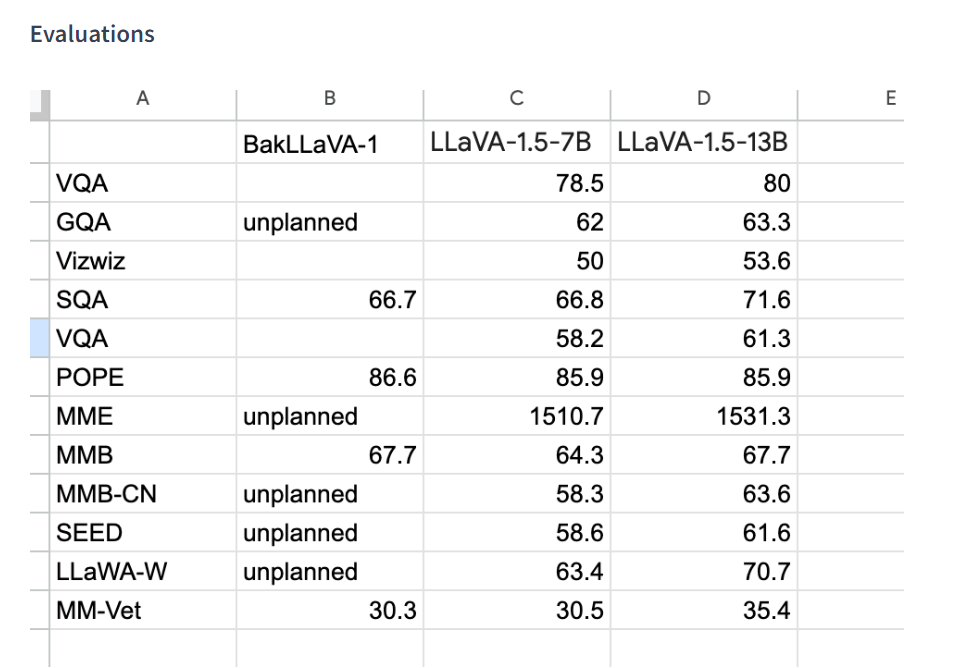 Evaluations
A B C D E
BakLLaVA-1 LLaVA-1.5-7B LLaVA-1.5-13B
VQA 78.5 80
GQA unplanned 62 63.3
Vizwiz 50 53.6
SQA 66.7 66.8 71.6
VQA 58.2 61.3
POPE 86.6 85.9 85.9
MME unplanned 1510.7 1531.3
MMB 67.7 64.3 67.7
MMB-CN unplanned 58.3 63.6
SEED unplanned 58.6 61.6
LLaWA-W unplanned 63.4 70.7
MM-Vet 30.3 30.5 35.4